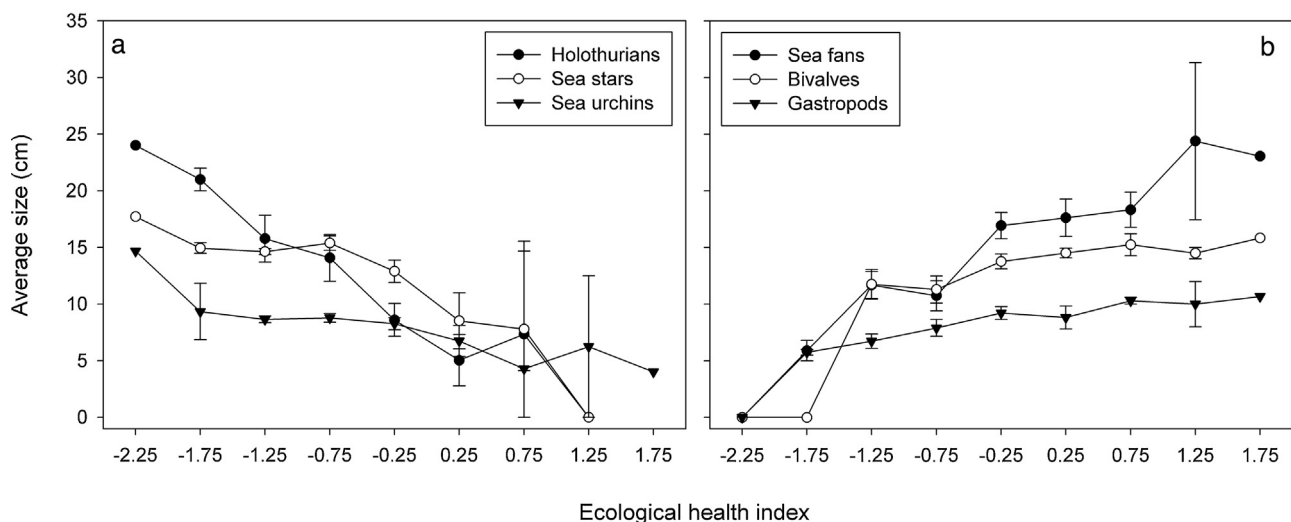 a
Holothurians
Sea stars
Sea urchins
b
Sea fans
Bivalves
Gastropods
Average size (cm)
35
30
25
20
15
10
5
0
-2.25 -1.75 -1.25 -0.75 -0.25 0.25 0.75 1.25 1.75
-2.25 -1.75 -1.25 -0.75 -0.25 0.25 0.75 1.25 1.75
Ecological health index